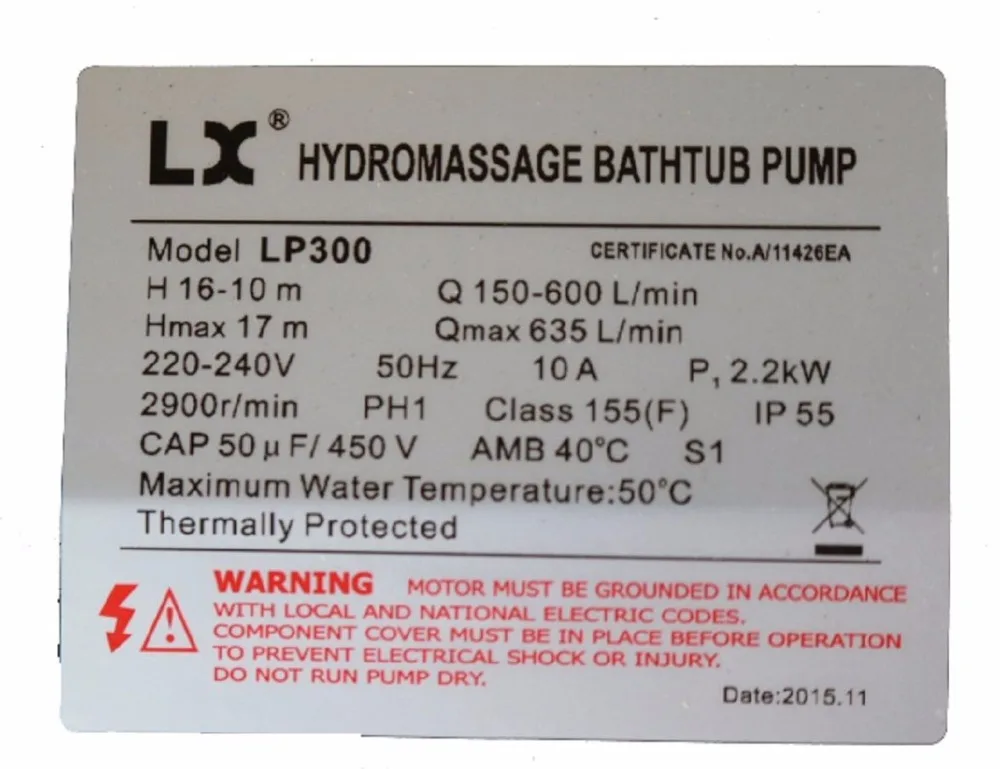 LX® HYDROMASSAGE BATHTUB PUMP
Model LP300 CERTIFICATE No.A/11426EA
H 16-10 m Q 150-600 L/min
Hmax 17 m Qmax 635 L/min
220-240V 50Hz 10 A P, 2.2kW
2900r/min PH1 Class 155(F) IP 55
CAP 50 µ F/ 450 V AMB 40°C S1
Maximum Water Temperature:50°C
Thermally Protected
WARNING MOTOR MUST BE GROUNDED IN ACCORDANCE
WITH LOCAL AND NATIONAL ELECTRIC CODES.
COMPONENT COVER MUST BE IN PLACE BEFORE OPERATION
TO PREVENT ELECTRICAL SHOCK OR INJURY.
DO NOT RUN PUMP DRY.
Date:2015.11